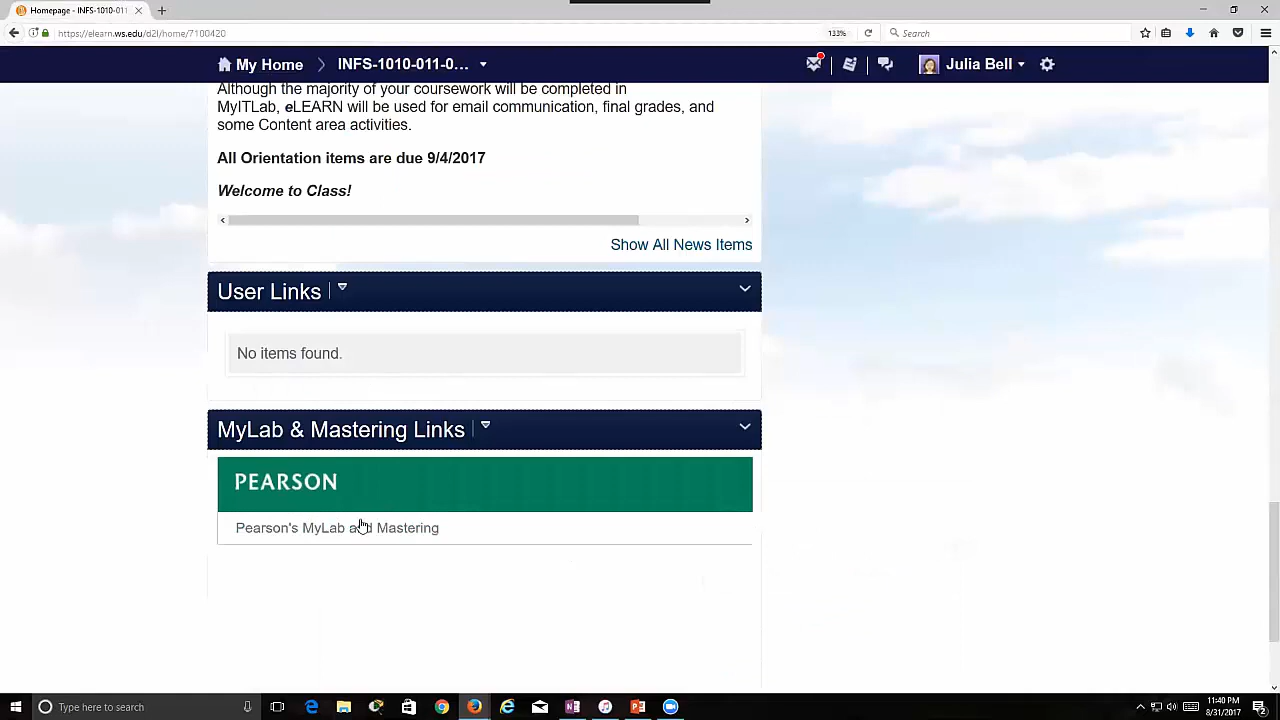 Homepage - INFS-1010-011
https://elearn.ws.edu/d2l/home/7100420
133%
Search
My Home
INFS-1010-011-0...
Julia Bell
Although the majority of your coursework will be completed in
MyITLab, eLEARN will be used for email communication, final grades, and
some Content area activities.
All Orientation items are due 9/4/2017
Welcome to Class!
Show All News Items
User Links
No items found.
MyLab & Mastering Links
PEARSON
Pearson's MyLab and Mastering
Type here to search
11:40 PM
8/31/2017
2